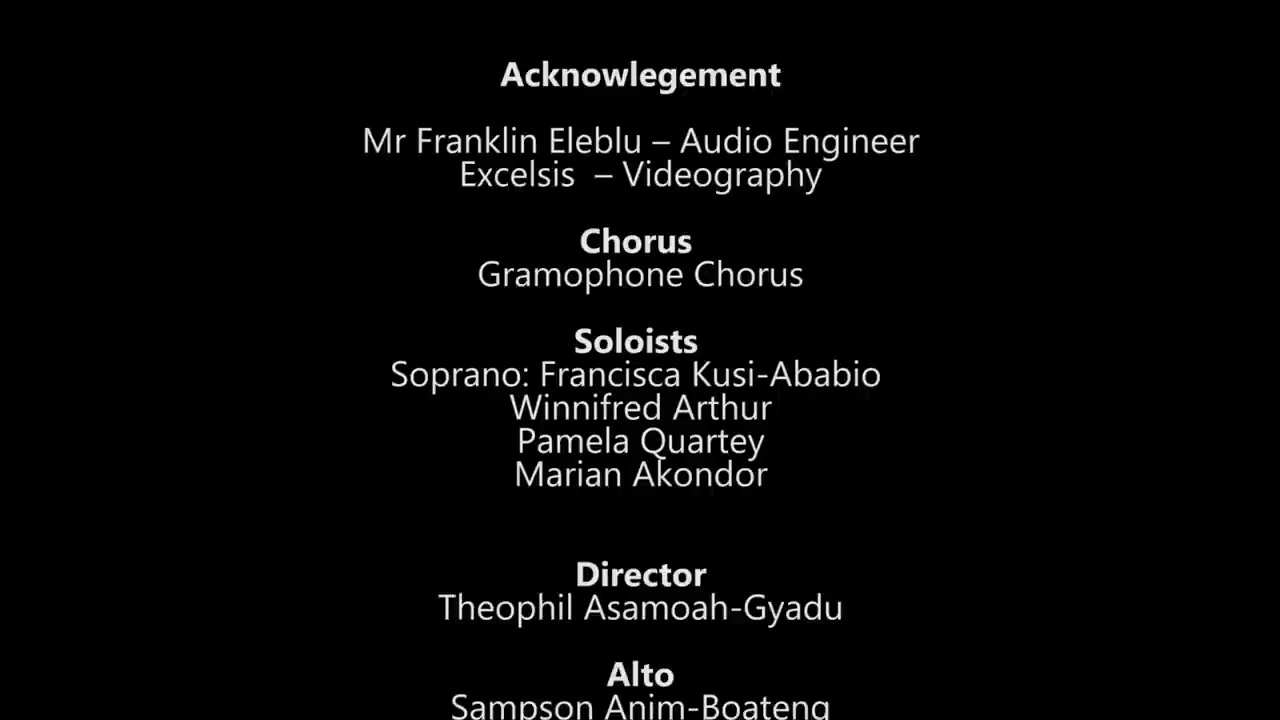 Acknowlegement
Mr Franklin Eleblu – Audio Engineer
Excelsis – Videography
Chorus
Gramophone Chorus
Soloists
Soprano: Francisca Kusi-Ababio
Winnifred Arthur
Pamela Quartey
Marian Akondor
Director
Theophil Asamoah-Gyadu
Alto
Sampson Anim-Boateng